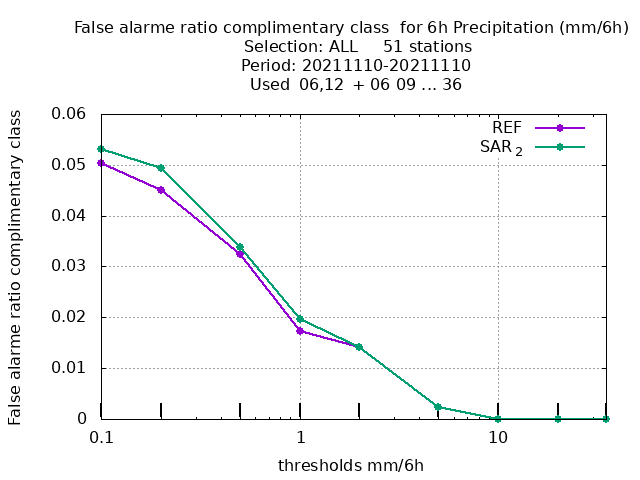 False alarme ratio complimentary class  for 6h Precipitation (mm/6h)
Selection: ALL     51 stations
Period: 20211110-20211110
Used  06,12  + 06 09 ... 36
REF
SAR 2
0.06
0.05
0.04
0.03
0.02
0.01
0
0.1
1
10
False alarme ratio complimentary class
thresholds mm/6h